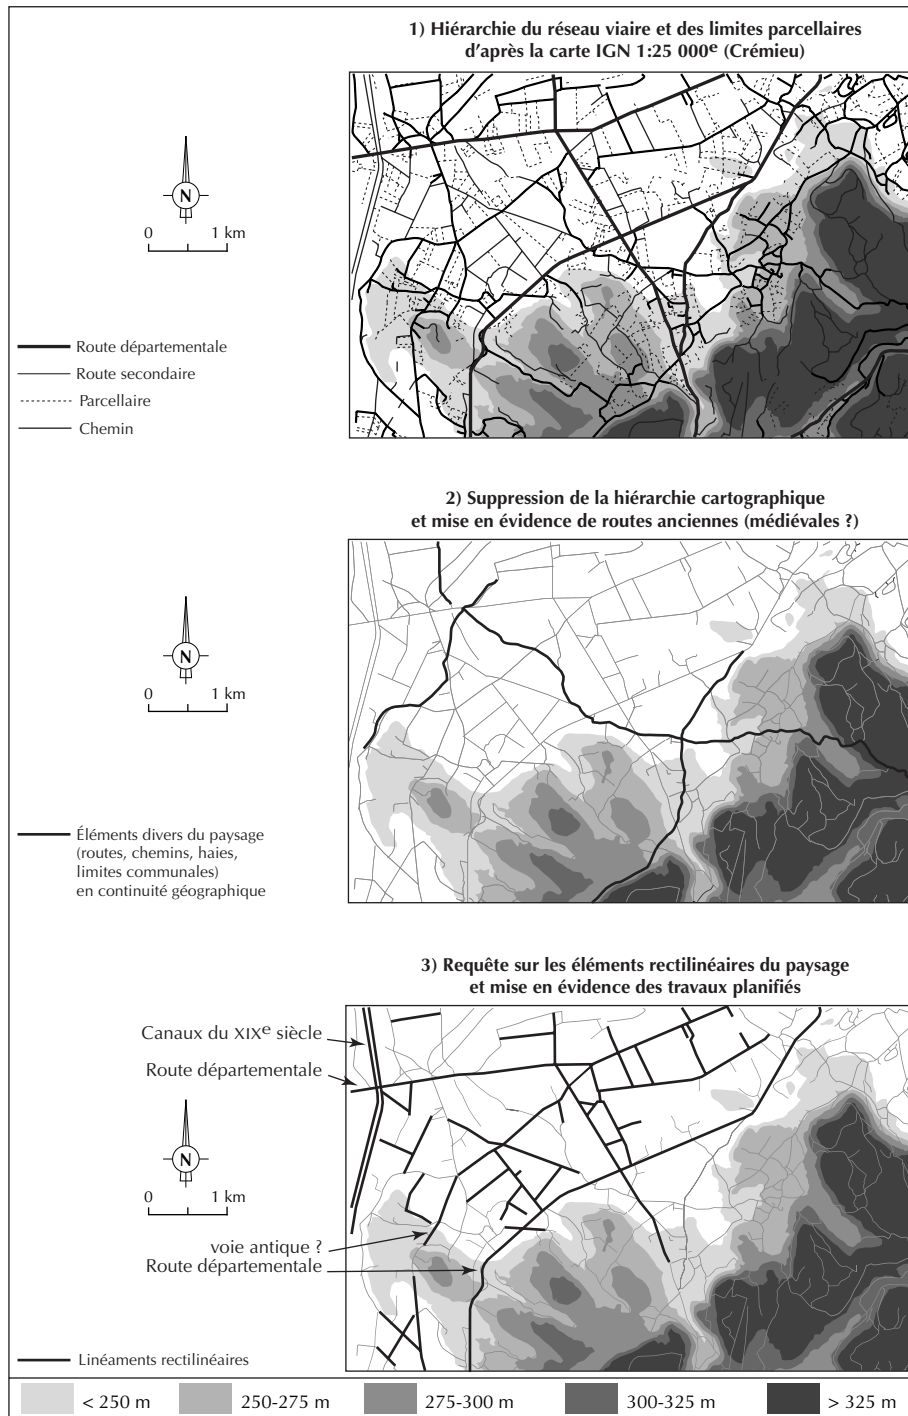 1) Hiérarchie du réseau viaire et des limites parcellaires
d'après la carte IGN 1:25 000e (Crémieu)
N
0 1 km
Route départementale
Route secondaire
Parcellaire
Chemin
2) Suppression de la hiérarchie cartographique
et mise en évidence de routes anciennes (médiévales ?)
N
0 1 km
Éléments divers du paysage
(routes, chemins, haies,
limites communales)
en continuité géographique
3) Requête sur les éléments rectilinéaires du paysage
et mise en évidence des travaux planifiés
Canaux du XIXe siècle
Route départementale
N
0 1 km
voie antique ?
Route départementale
Linéaments rectilinéaires
< 250 m 250-275 m 275-300 m 300-325 m > 325 m